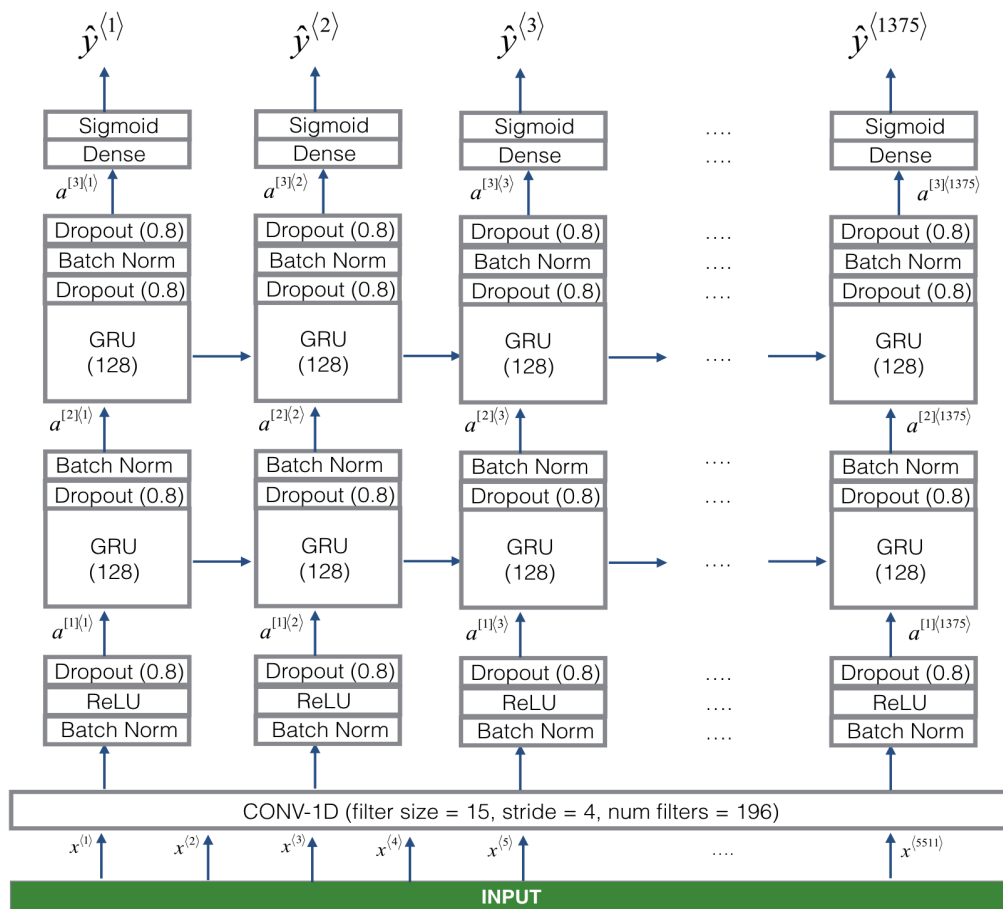 ŷ⟨1⟩ ŷ⟨2⟩ ŷ⟨3⟩ ŷ⟨1375⟩
Sigmoid Sigmoid Sigmoid .... Sigmoid
Dense Dense Dense .... Dense
a[3]⟨1⟩ a[3]⟨2⟩ a[3]⟨3⟩ a[3]⟨1375⟩
Dropout (0.8) Dropout (0.8) Dropout (0.8) .... Dropout (0.8)
Batch Norm Batch Norm Batch Norm .... Batch Norm
Dropout (0.8) Dropout (0.8) Dropout (0.8) .... Dropout (0.8)
GRU GRU GRU GRU
(128) (128) (128) .... (128)
a[2]⟨1⟩ a[2]⟨2⟩ a[2]⟨3⟩ a[2]⟨1375⟩
Batch Norm Batch Norm Batch Norm .... Batch Norm
Dropout (0.8) Dropout (0.8) Dropout (0.8) .... Dropout (0.8)
GRU GRU GRU GRU
(128) (128) (128) .... (128)
a[1]⟨1⟩ a[1]⟨2⟩ a[1]⟨3⟩ a[1]⟨1375⟩
Dropout (0.8) Dropout (0.8) Dropout (0.8) .... Dropout (0.8)
ReLU ReLU ReLU .... ReLU
Batch Norm Batch Norm Batch Norm .... Batch Norm
CONV-1D (filter size = 15, stride = 4, num filters = 196)
x⟨1⟩ x⟨2⟩ x⟨3⟩ x⟨4⟩ x⟨5⟩ .... x⟨5511⟩
INPUT